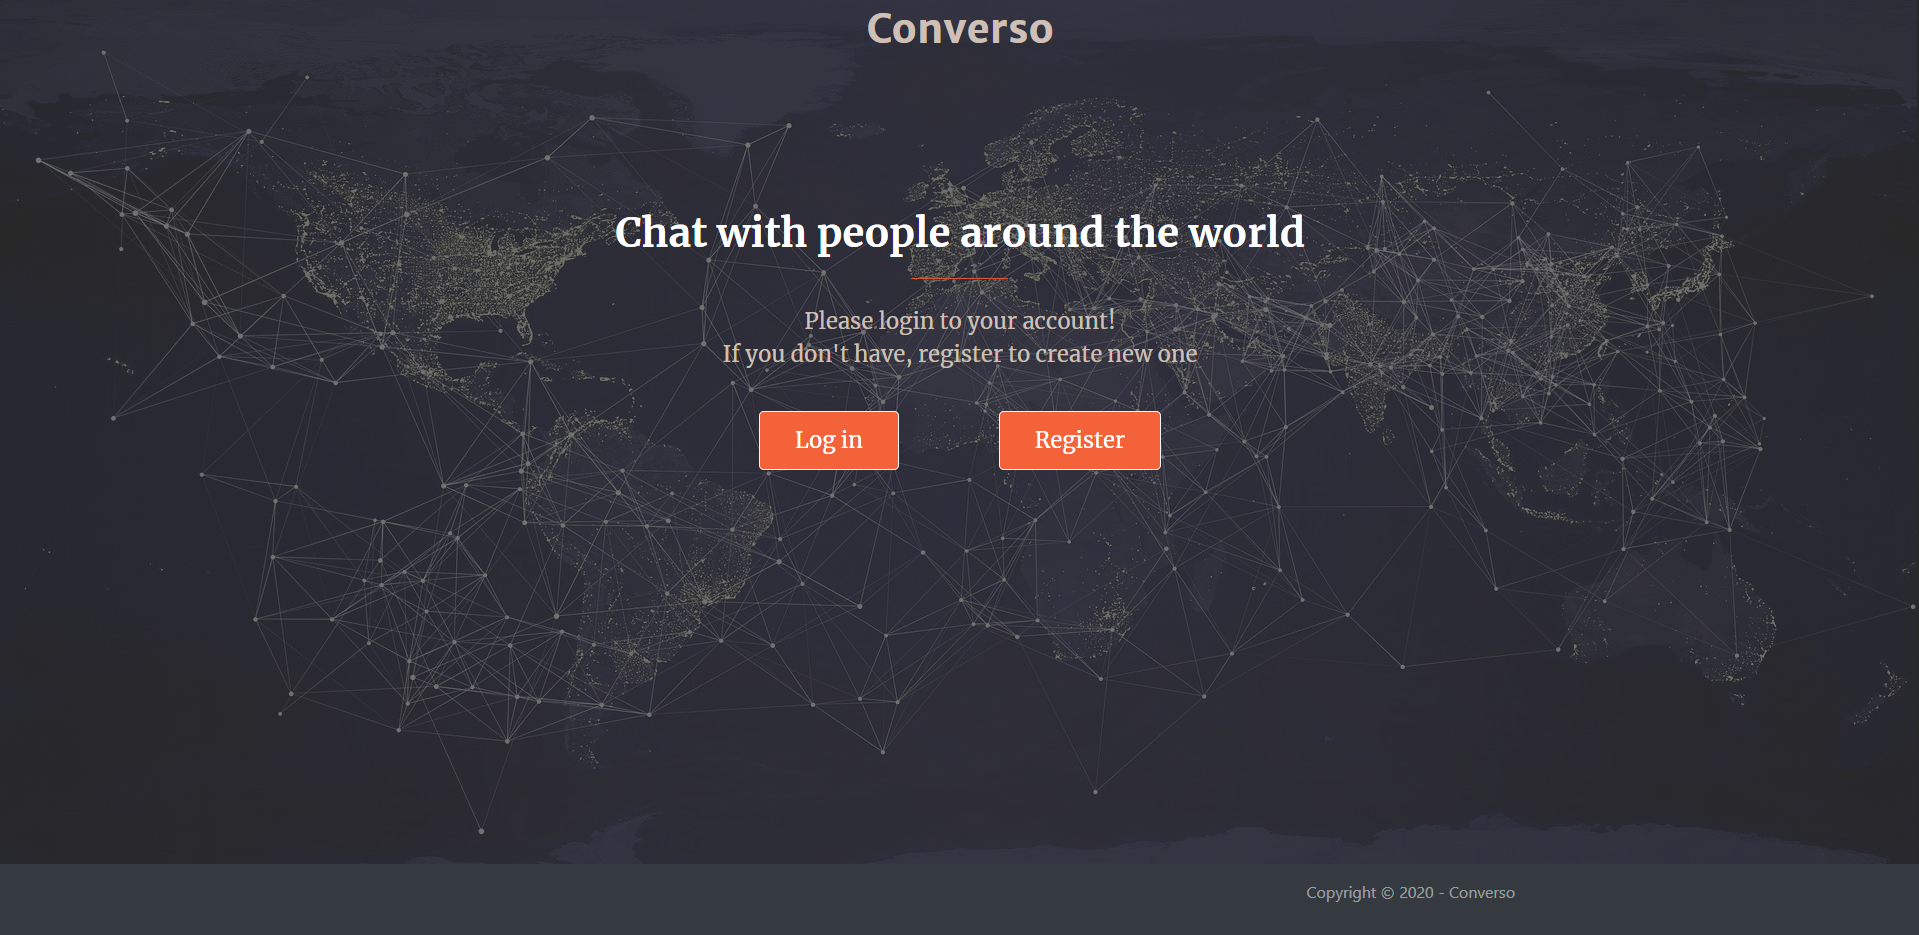 Converso
Chat with people around the world
Please login to your account!
If you don't have, register to create new one
Log in
Register
Copyright © 2020 - Converso